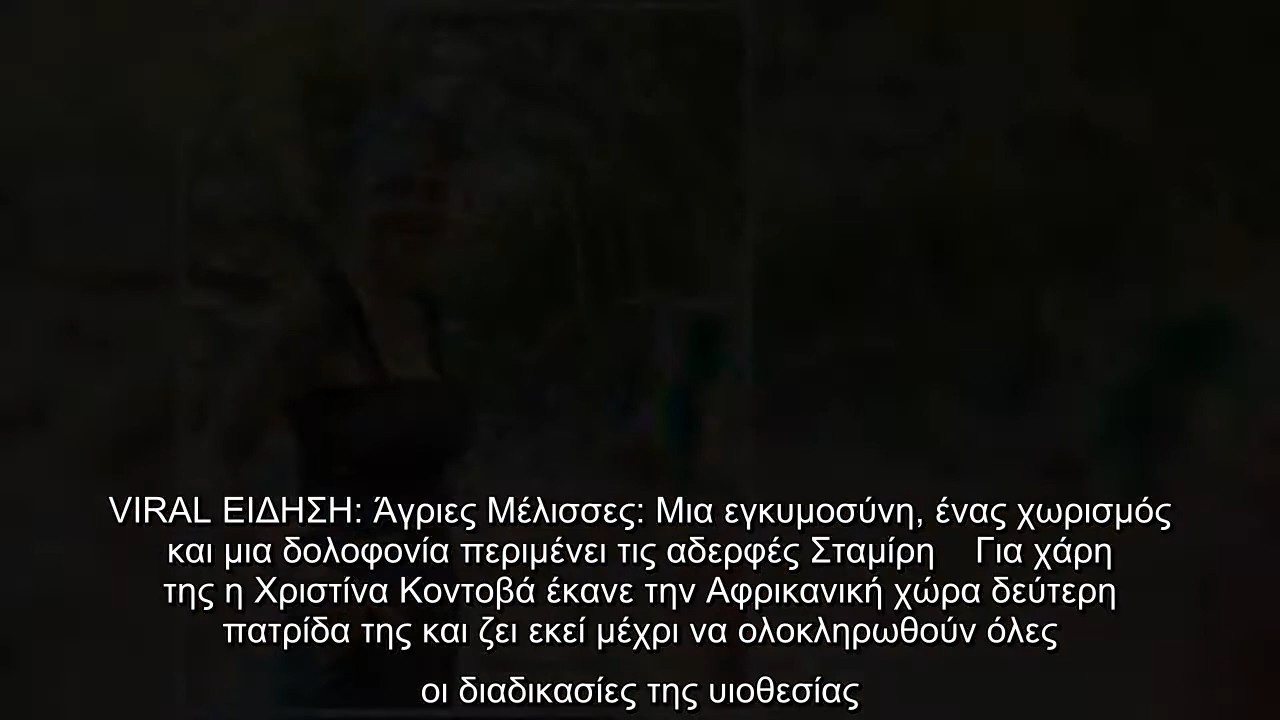 VIRAL ΕΙΔΗΣΗ: Άγριες Μέλισσες: Μια εγκυμοσύνη, ένας χωρισμός
και μια δολοφονία περιμένει τις αδερφές Σταμίρη Για χάρη
της η Χριστίνα Κοντοβά έκανε την Αφρικανική χώρα δεύτερη
πατρίδα της και ζει εκεί μέχρι να ολοκληρωθούν όλες
οι διαδικασίες της υιοθεσίας